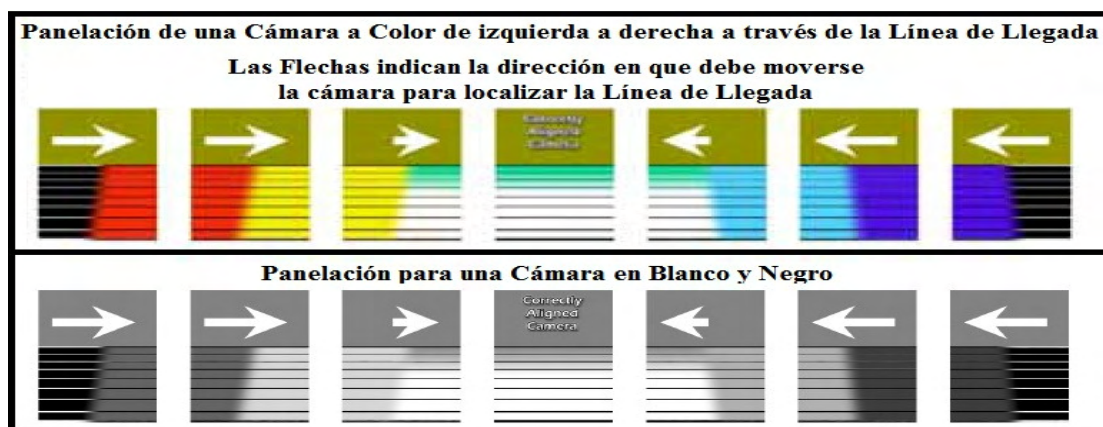 Panelación de una Cámara a Color de izquierda a derecha a través de la Línea de Llegada
Las Flechas indican la dirección en que debe moverse
la cámara para localizar la Línea de Llegada
Correctly
Aligned
Camera
Panelación para una Cámara en Blanco y Negro
Correctly
Aligned
Camera